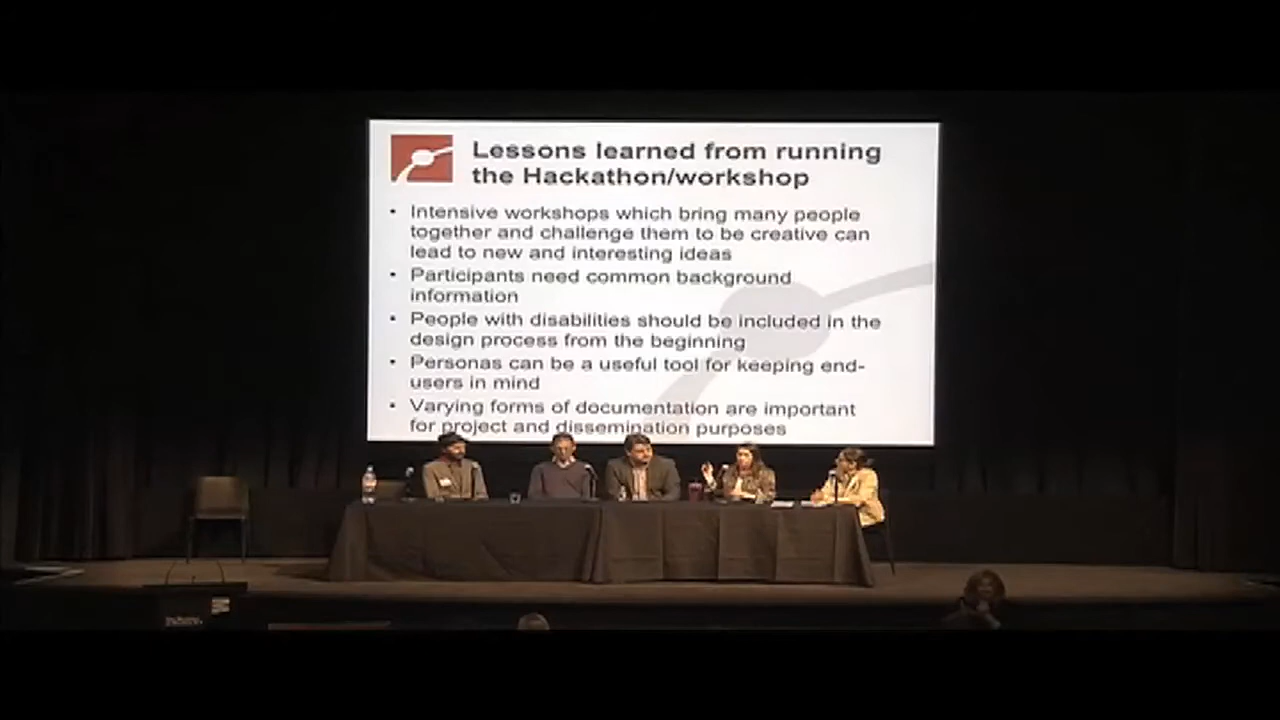 Lessons learned from running
the Hackathon/workshop
• Intensive workshops which bring many people
together and challenge them to be creative can
lead to new and interesting ideas
• Participants need common background
information
• People with disabilities should be included in the
design process from the beginning
• Personas can be a useful tool for keeping end-
users in mind
• Varying forms of documentation are important
for project and dissemination purposes